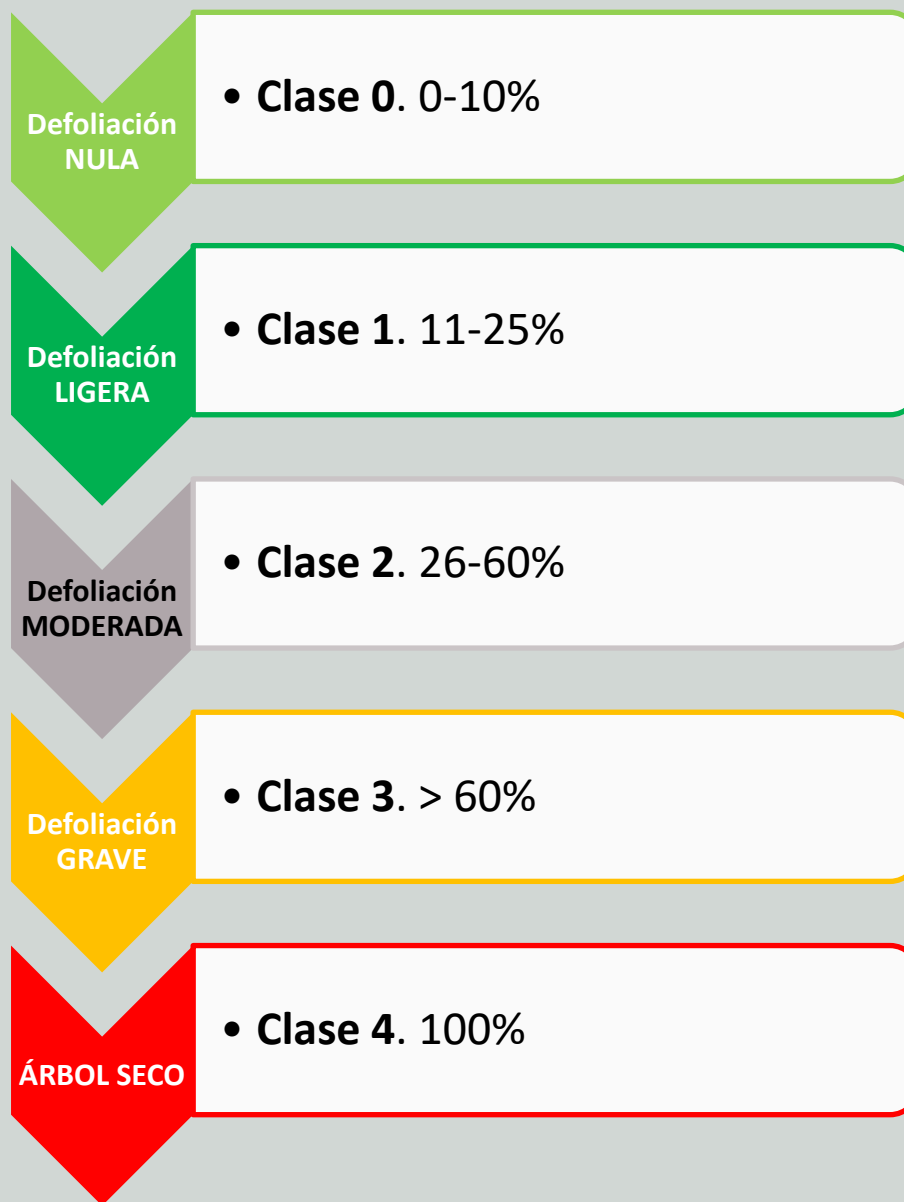 Defoliación
NULA
• Clase 0. 0-10%
Defoliación
LIGERA
• Clase 1. 11-25%
Defoliación
MODERADA
• Clase 2. 26-60%
Defoliación
GRAVE
• Clase 3. > 60%
ÁRBOL SECO
• Clase 4. 100%